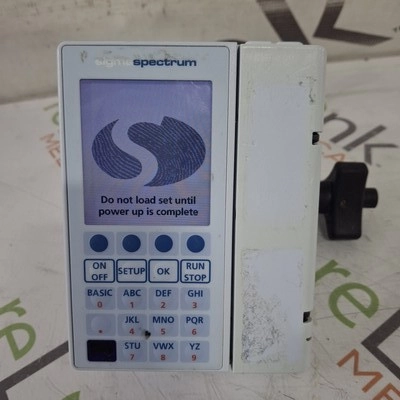 sigma spectrum
Do not load set until
power up is complete
ON
OFF
SETUP
OK
RUN
STOP
BASIC
0
ABC
1
DEF
2
GHI
3
JKL
4
MNO
5
PQR
6
STU
7
VWX
8
YZ
9